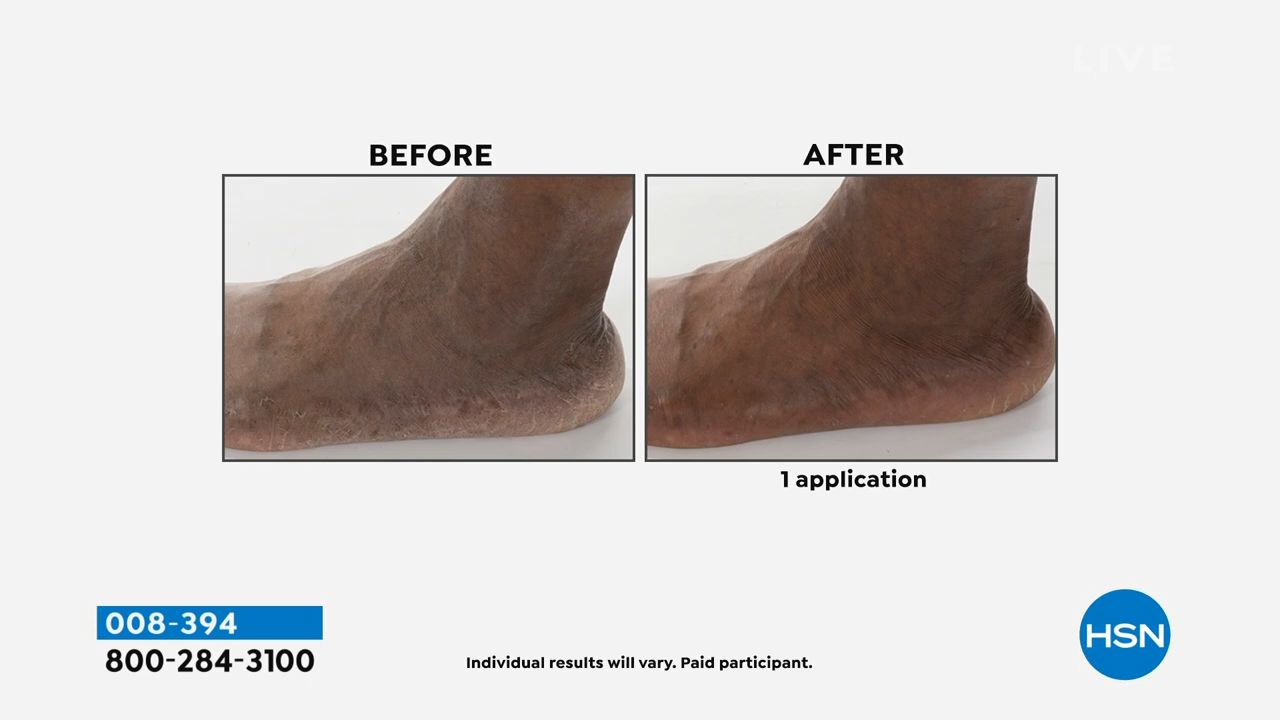 LIVE
BEFORE
AFTER
1 application
008-394
800-284-3100
Individual results will vary. Paid participant.
HSN